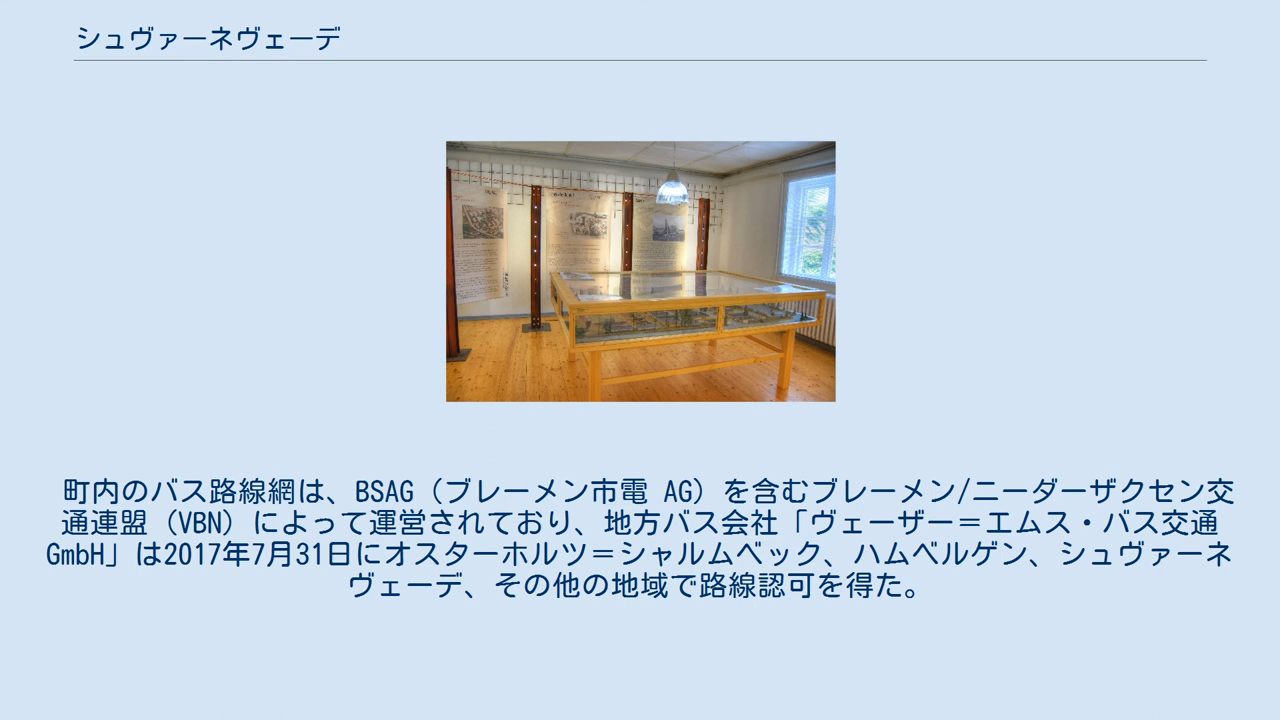 シュヴァーネヴェーデ
町内のバス路線網は、BSAG（ブレーメン市電 AG）を含むブレーメン/ニーダーザクセン交
通連盟（VBN）によって運営されており、地方バス会社「ヴェーザー＝エムス・バス交通
GmbH」は2017年7月31日にオスターホルツ＝シャルムベック、ハムベルゲン、シュヴァーネ
ヴェーデ、その他の地域で路線認可を得た。